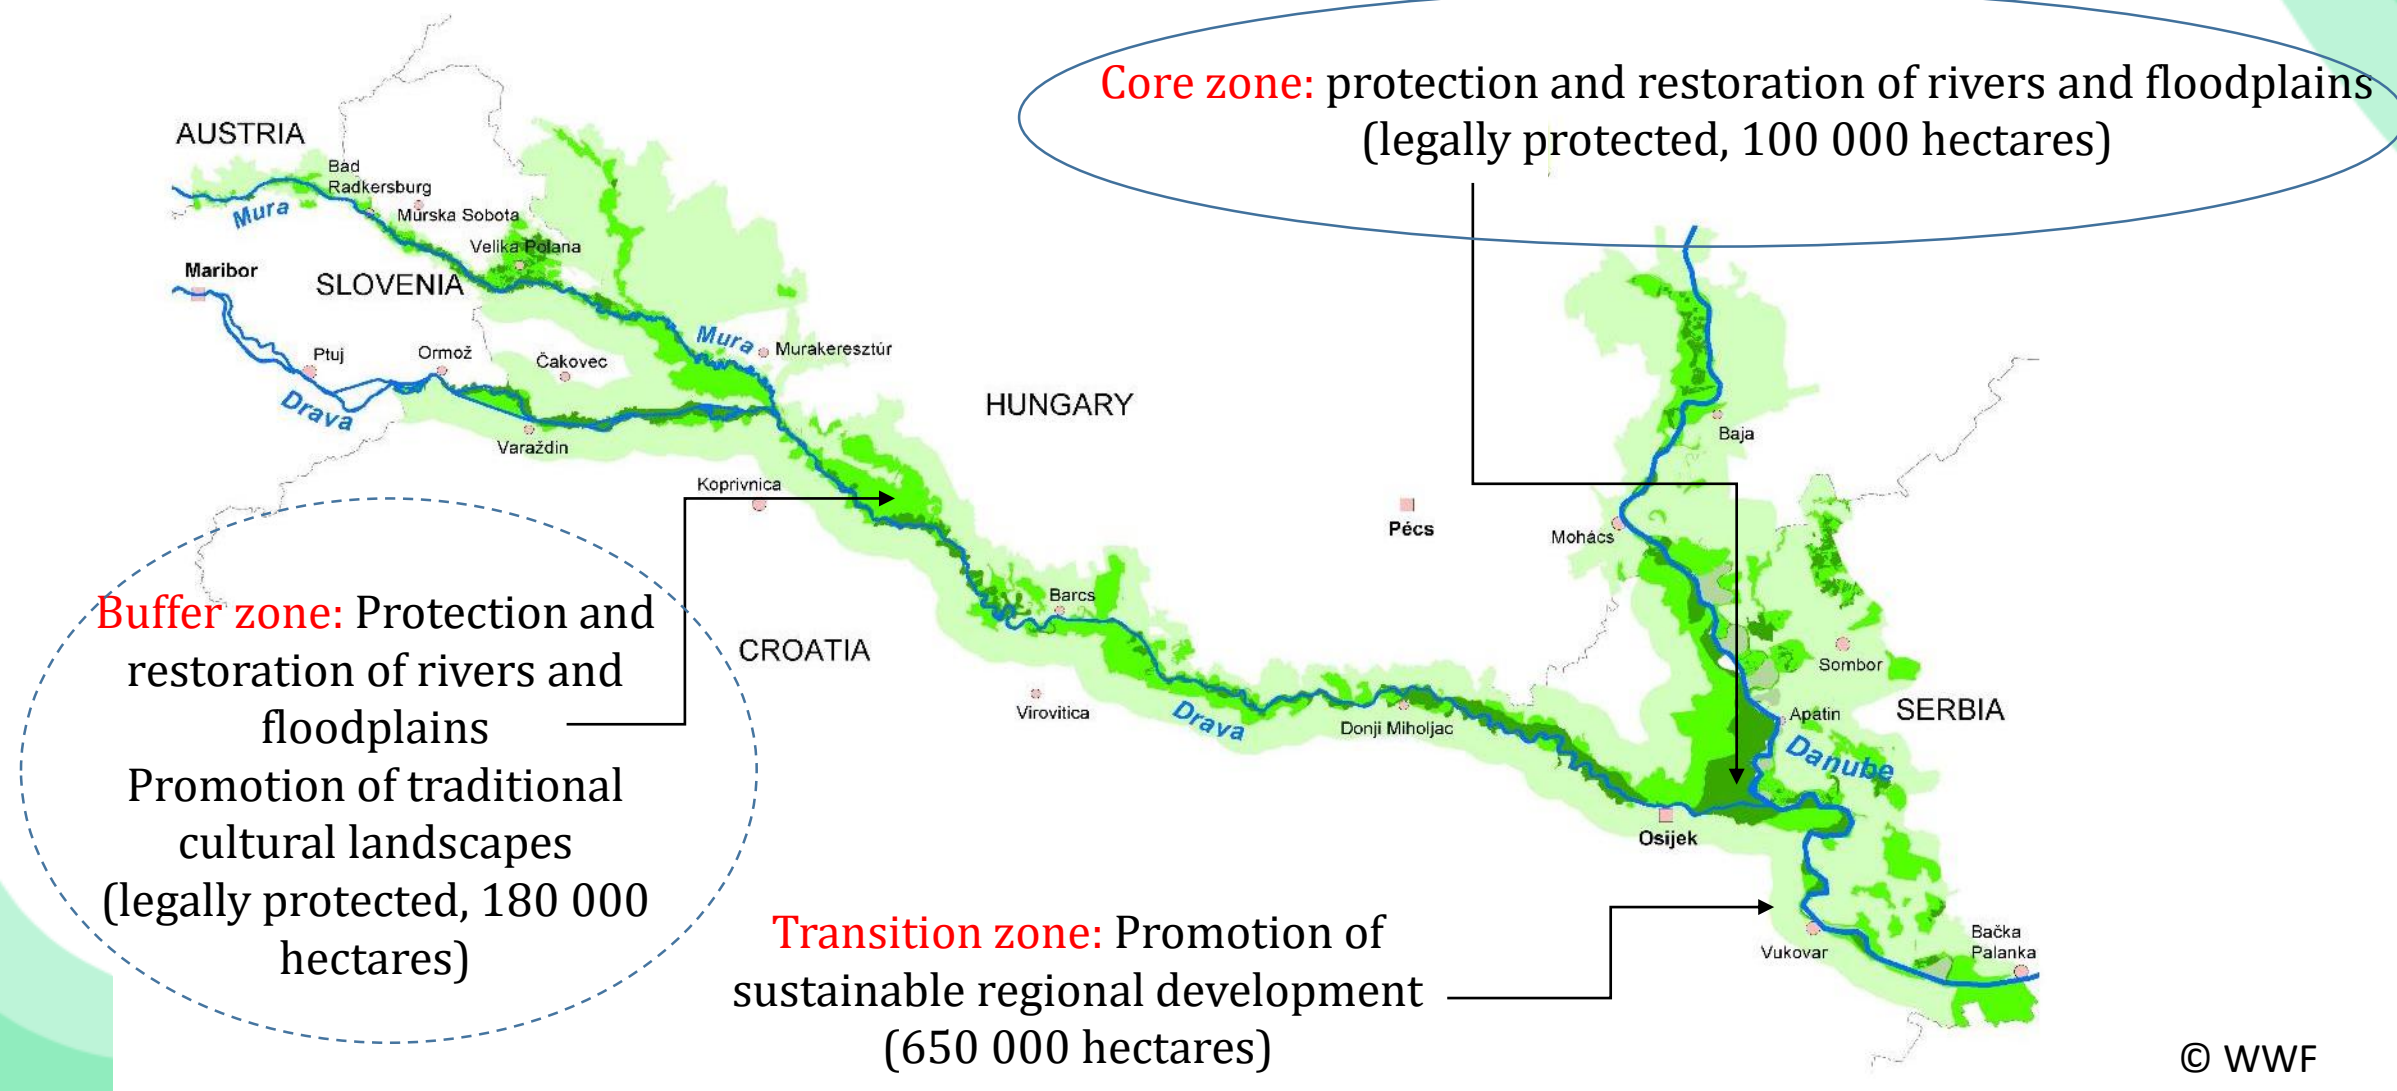 Core zone: protection and restoration of rivers and floodplains
(legally protected, 100 000 hectares)
AUSTRIA
Bad
Radkersburg
Mura
Murska Sobota
Velika Polana
Maribor
SLOVENIA
Mura
Murakeresztúr
Ptuj
Ormož
Čakovec
Drava
Varaždin
HUNGARY
Baja
Koprivnica
Pécs
Mohács
Barcs
CROATIA
Sombor
Virovitica
Drava
Donji Miholjac
Apatin
SERBIA
Danube
Osijek
Vukovar
Bačka
Palanka
Buffer zone: Protection and
restoration of rivers and
floodplains
Promotion of traditional
cultural landscapes
(legally protected, 180 000
hectares)
Transition zone: Promotion of
sustainable regional development
(650 000 hectares)
© WWF